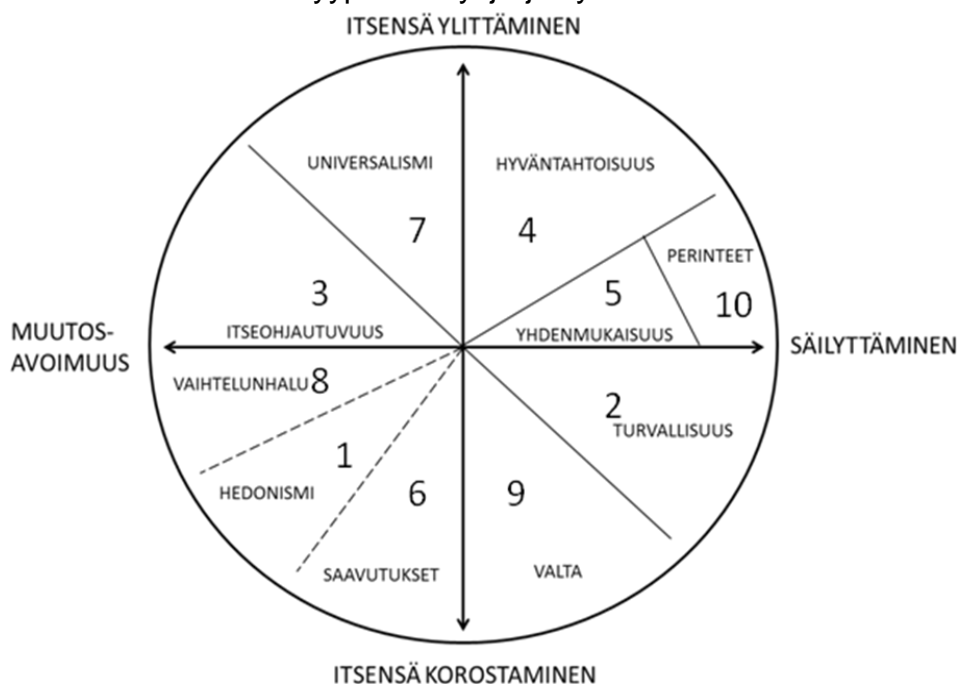 ITSENSÄ YLITTÄMINEN
UNIVERSALISMI
HYVÄNTAHTOISUUS
7
4
PERINTEET
3
5
10
ITSEOHJAUTUVUUS
YHDENMUKAISUUS
MUUTOS-
AVOIMUUS
SÄILYTTÄMINEN
VAIHTELUNHALU 8
2
TURVALLISUUS
1
HEDONISMI
6
9
SAAVUTUKSET
VALTA
ITSENSÄ KOROSTAMINEN